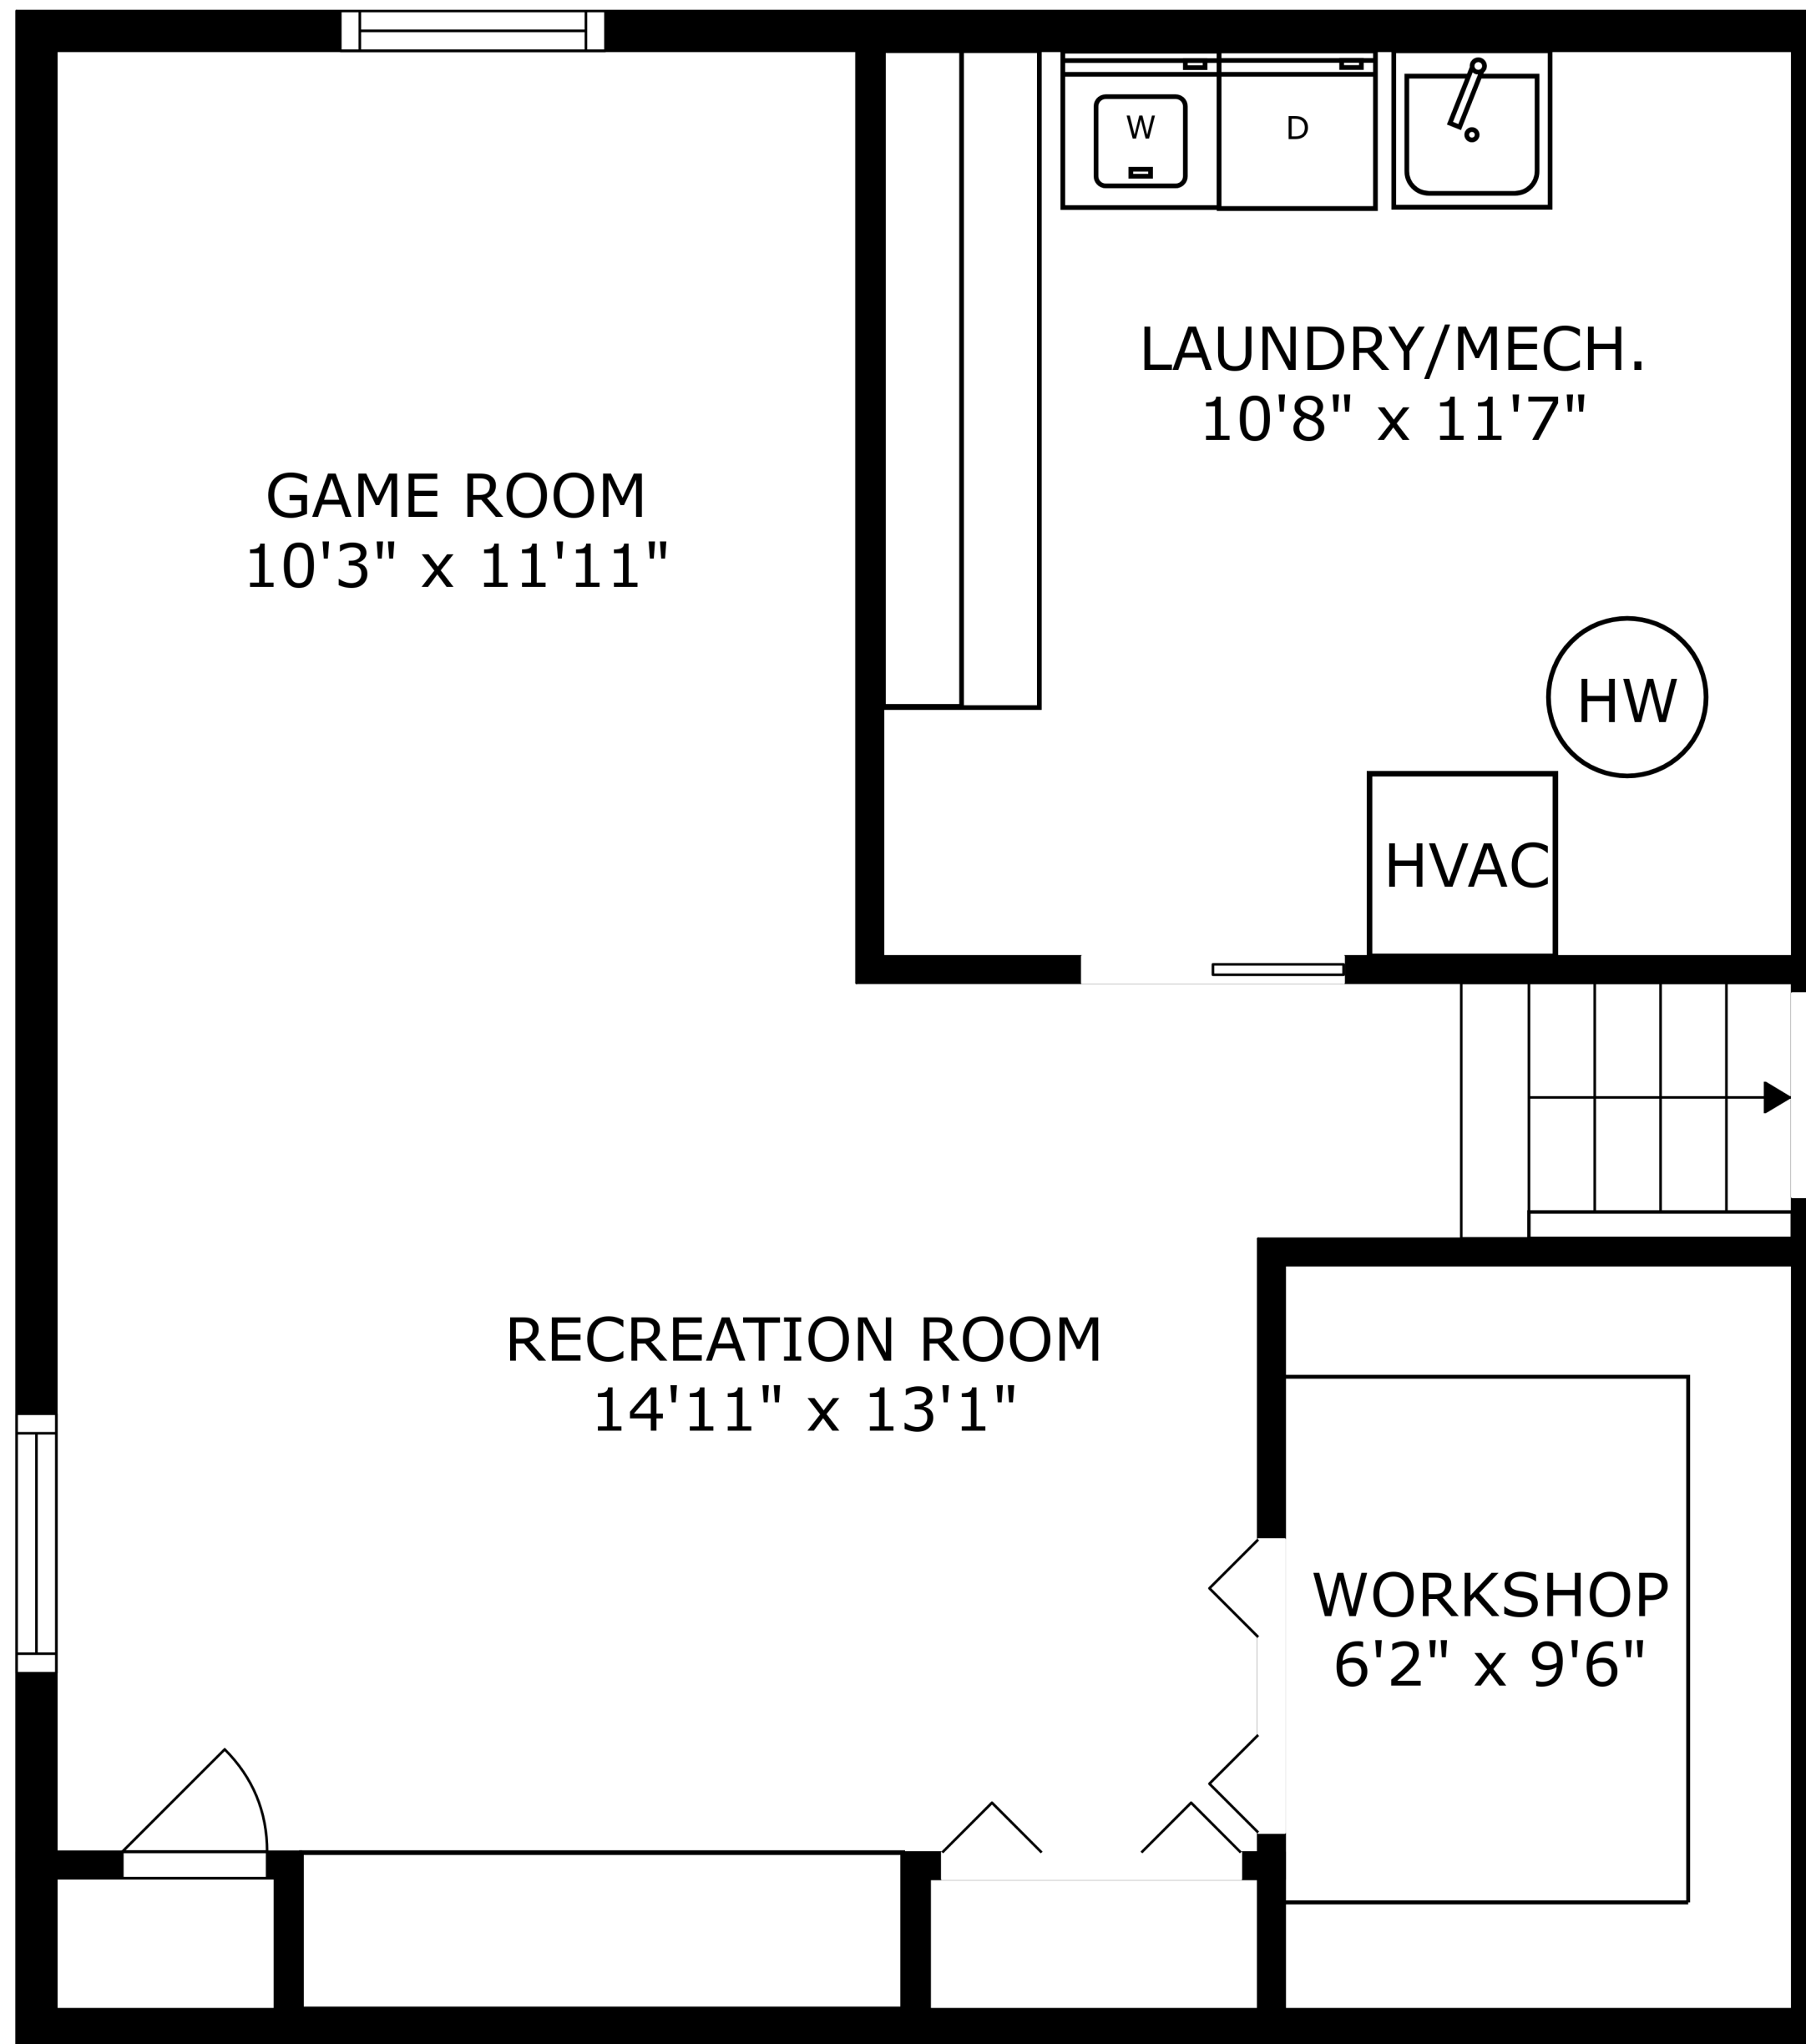 W
D
LAUNDRY/MECH.
10'8" x 11'7"
GAME ROOM
10'3" x 11'11"
HW
HVAC
RECREATION ROOM
14'11" x 13'1"
WORKSHOP
6'2" x 9'6"